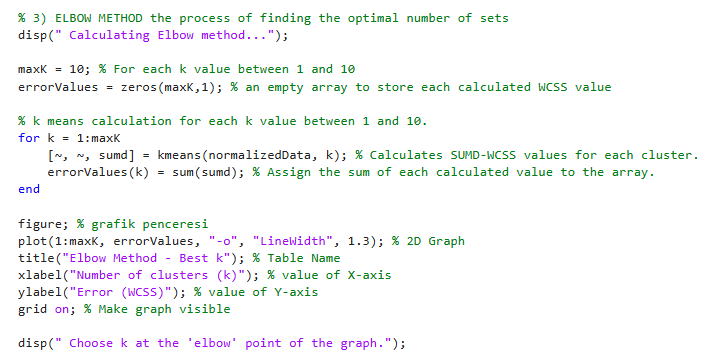 % 3) ELBOW METHOD the process of finding the optimal number of sets
disp(" Calculating Elbow method...");
maxK = 10; % For each k value between 1 and 10
errorValues = zeros(maxK,1); % an empty array to store each calculated WCSS value
% k means calculation for each k value between 1 and 10.
for k = 1:maxK
[~, ~, sumd] = kmeans(normalizedData, k); % Calculates SUMD-WCSS values for each cluster.
errorValues(k) = sum(sumd); % Assign the sum of each calculated value to the array.
end
figure; % grafik penceresi
plot(1:maxK, errorValues, "-o", "LineWidth", 1.3); % 2D Graph
title("Elbow Method - Best k"); % Table Name
xlabel("Number of clusters (k)"); % value of X-axis
ylabel("Error (WCSS)"); % value of Y-axis
grid on; % Make graph visible
disp(" Choose k at the 'elbow' point of the graph.");